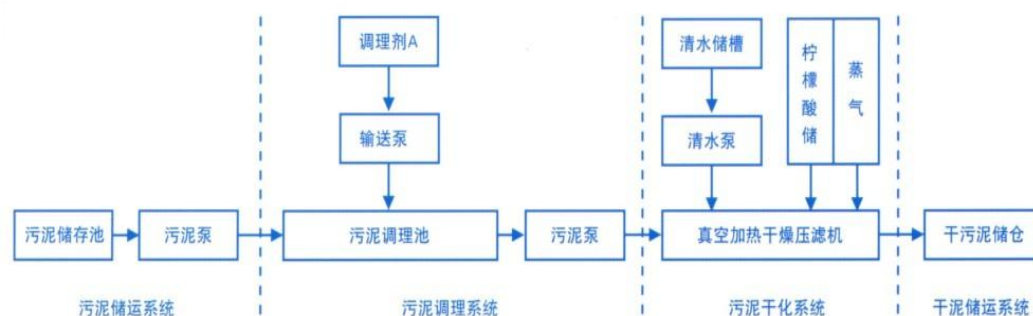 调理剂A
清水储槽
柠檬酸储
蒸气
输送泵
清水泵
污泥储存池
污泥泵
污泥调理池
污泥泵
真空加热干燥压滤机
干污泥储仓
污泥储运系统
污泥调理系统
污泥干化系统
干泥储运系统